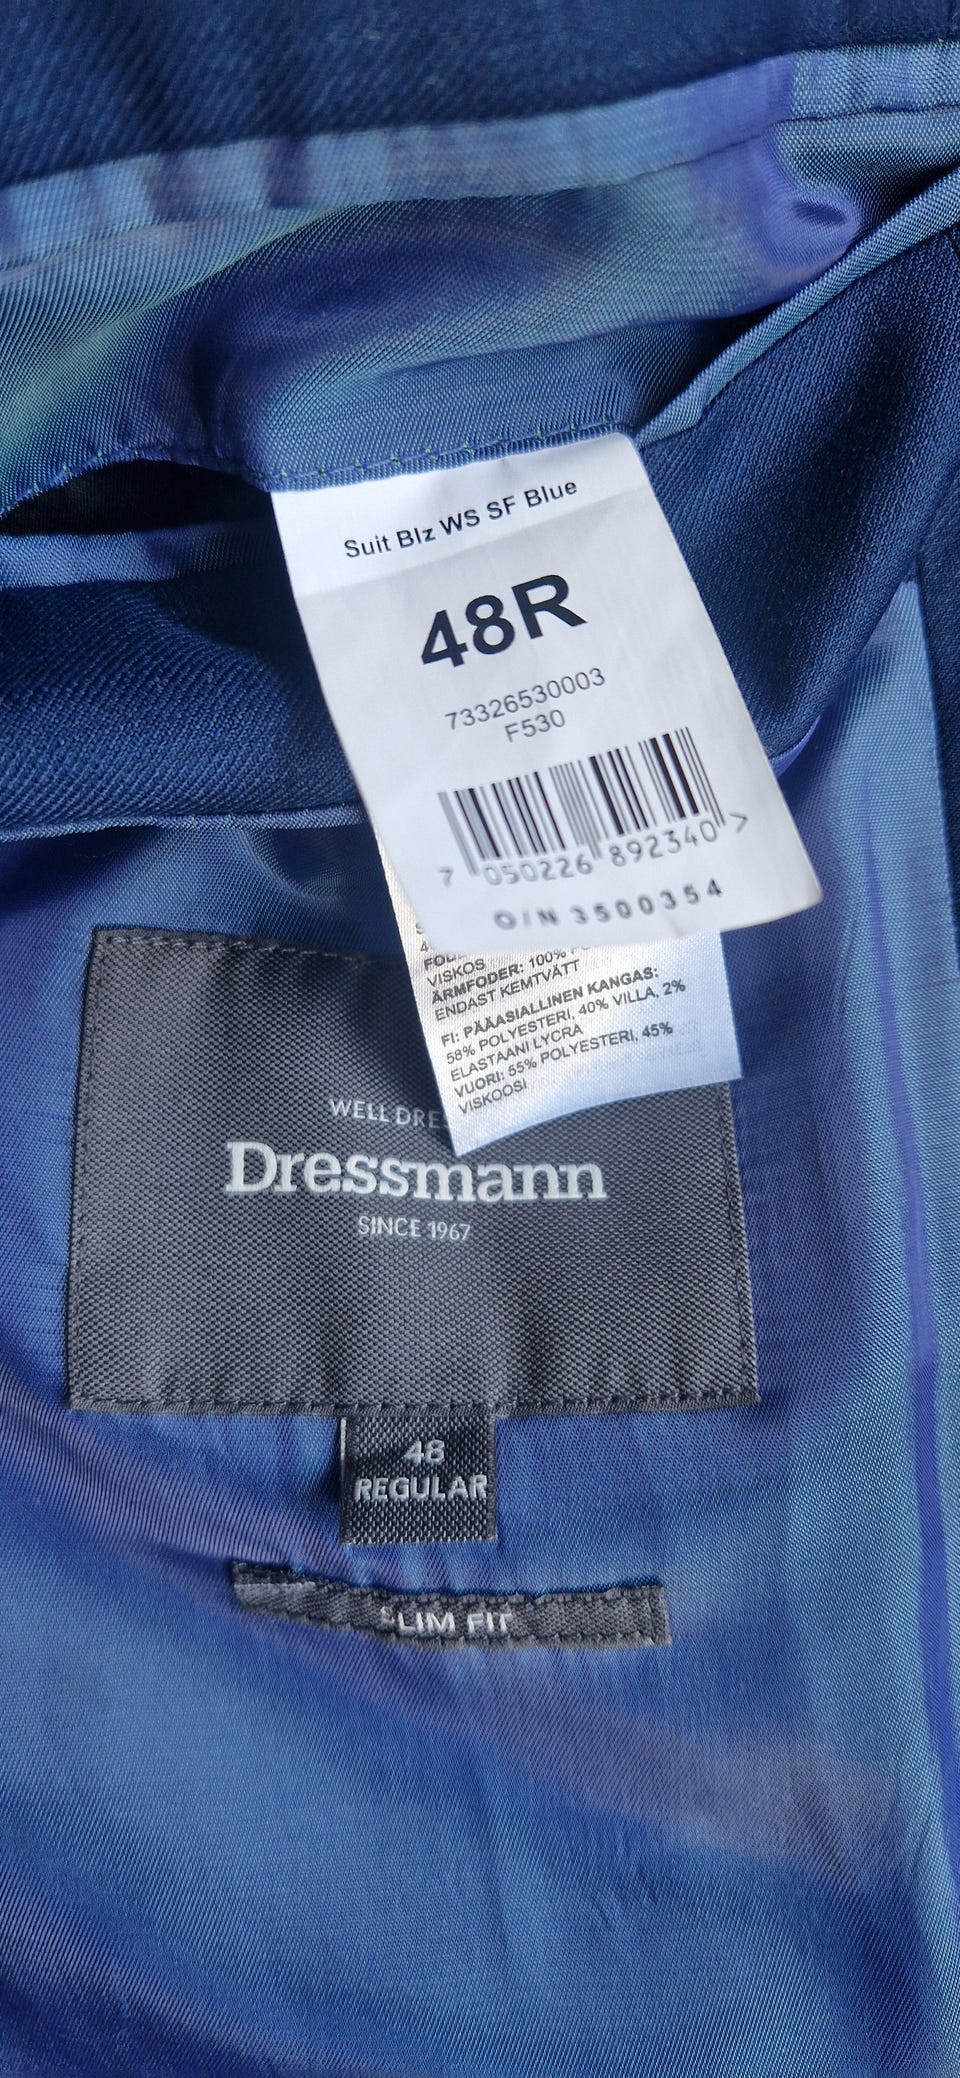 Suit Blz WS SF Blue
48R
73326530003
F530
7 050226 892340 >
O/N 3500354
VISKOS
ÄRMFODER: 100%
ENDAST KEMTVÄTT
FI: PÄÄASIALLINEN KANGAS:
58% POLYESTERI, 40% VILLA, 2%
ELASTAANI LYCRA
VUORI: 55% POLYESTERI, 45%
VISKOOSI
WELL DRE
Dressmann
SINCE 1967
48
REGULAR
SLIM FIT